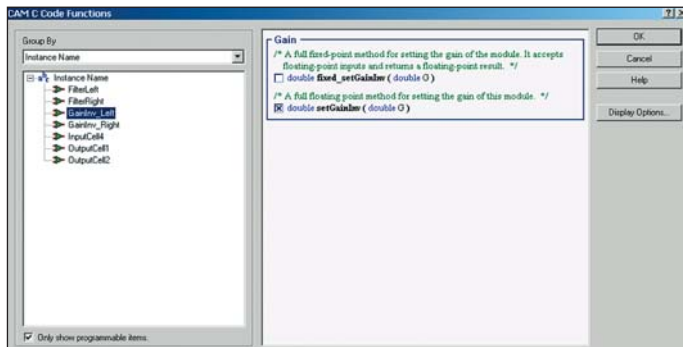 CAM C Code Functions
Group By
Instance Name
Instance Name
FilterLeft
FilterRight
GainInv_Left
GainInv_Right
InputCell4
OutputCell1
OutputCell2
Only show programmable items.
Gain
/* A full fixed-point method for setting the gain of the module. It accepts
floating-point inputs and returns a floating-point result. */
double fixed_setGainInv ( double G )
/* A full floating point method for setting the gain of this module. */
double setGainInv ( double G )
OK
Cancel
Help
Display Options...